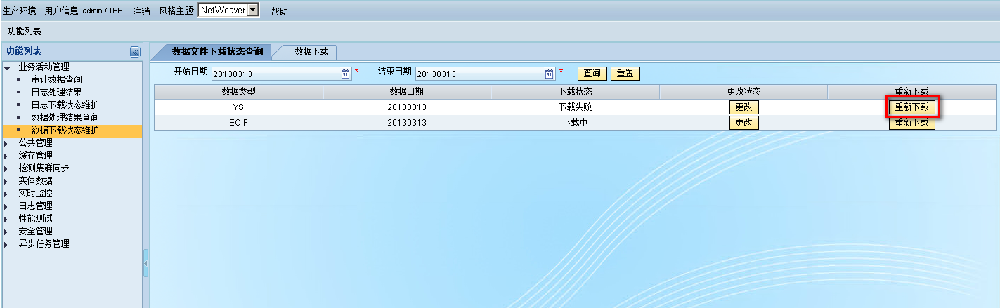 生产环境 用户信息: admin / THE 注销 风格主题: NetWeaver 帮助
功能列表
功能列表
业务活动管理
审计数据查询
日志处理结果
日志下载状态维护
数据处理结果查询
数据下载状态维护
公共管理
缓存管理
检测集群同步
实体数据
实时监控
日志管理
性能测试
安全管理
异步任务管理
数据文件下载状态查询 数据下载
开始日期 20130313 * 结束日期 20130313 * 查询 重置
数据类型 数据日期 下载状态 更改状态 重新下载
YS 20130313 下载失败 更改 重新下载
ECIF 20130313 下载中 更改 重新下载